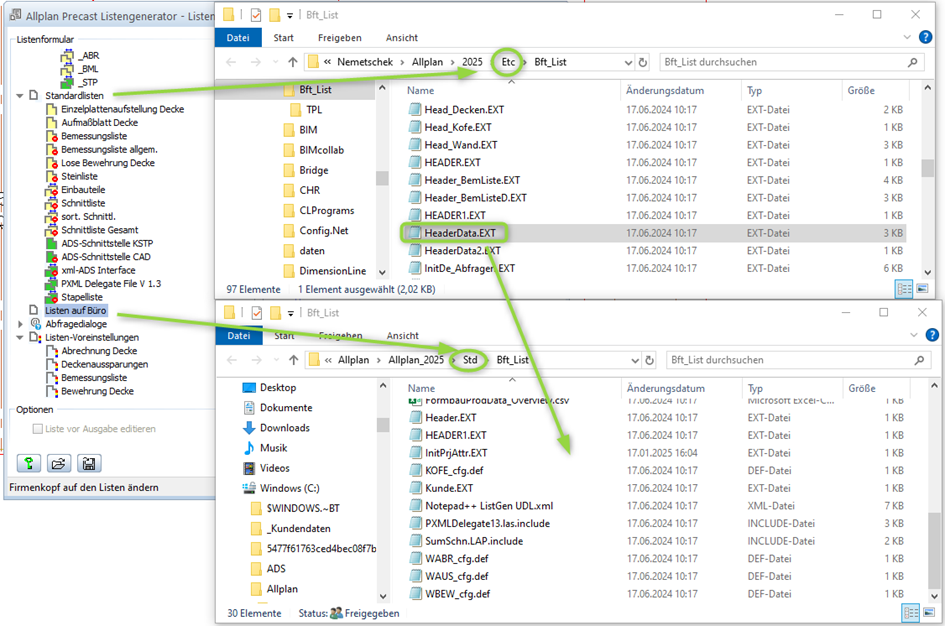 Allplan Precast Listengenerator - Listen
Listenformular
_ABR
_BML
_STP
Standardlisten
Einzelplattenaufstellung Decke
Aufmaßblatt Decke
Bemessungsliste
Bemessungsliste allgem.
Lose Bewehrung Decke
Steinliste
Einbauteile
Schnittliste
sort. Schnittl.
Schnittliste Gesamt
ADS-Schnittstelle KSTP
ADS-Schnittstelle CAD
xml-ADS Interface
PXML Delegate File V 1.3
Stapelliste
Listen auf Büro
Abfragedialoge
Listen-Voreinstellungen
Abrechnung Decke
Deckenaussparungen
Bemessungsliste
Bewehrung Decke
Optionen
Liste vor Ausgabe editieren
Firmenkopf auf den Listen ändern
Bft_List
Datei Start Freigeben Ansicht
« Nemetschek Allplan 2025 Etc Bft_List
Bft_List durchsuchen
Bft_List
TPL
BIM
BIMcollab
Bridge
CHR
CLPrograms
Config.Net
daten
DimensionLine
Name Änderungsdatum Typ Größe
Head_Decken.EXT 17.06.2024 10:17 EXT-Datei 2 KB
Head_Kofe.EXT 17.06.2024 10:17 EXT-Datei 1 KB
Head_Wand.EXT 17.06.2024 10:17 EXT-Datei 3 KB
HEADER.EXT 17.06.2024 10:17 EXT-Datei 1 KB
Header_BemListe.EXT 17.06.2024 10:17 EXT-Datei 4 KB
Header_BemListeD.EXT 17.06.2024 10:17 EXT-Datei 3 KB
HEADER1.EXT 17.06.2024 10:17 EXT-Datei 1 KB
HeaderData.EXT 17.06.2024 10:17 EXT-Datei 3 KB
HeaderData2.EXT 17.06.2024 10:17 EXT-Datei 1 KB
InitDe_Abfragen.EXT 17.06.2024 10:17 EXT-Datei 6 KB
97 Elemente 1 Element ausgewählt (2,02 KB)
Bft_List
Datei Start Freigeben Ansicht
« Allplan Allplan_2025 Std Bft_List
Bft_List durchsuchen
Desktop
Dokumente
Downloads
Musik
Videos
Windows (C:)
$WINDOWS.~BT
_Kundendaten
5477f61763ced4bec08f7b
ADS
Allplan
Name Änderungsdatum Typ Größe
FormbauProdData_Overview.csv 17.06.2024 10:17 Microsoft Excel-C... 1 KB
Header.EXT 17.06.2024 10:17 EXT-Datei 1 KB
HEADER1.EXT 17.06.2024 10:17 EXT-Datei 1 KB
InitPrjAttr.EXT 17.01.2025 16:04 EXT-Datei 1 KB
KOFE_cfg.def 17.06.2024 10:17 DEF-Datei 1 KB
Kunde.EXT 17.06.2024 10:17 EXT-Datei 1 KB
Notepad++ ListGen UDL.xml 17.06.2024 10:17 XML-Datei 7 KB
PXMLDelegate13.las.include 17.06.2024 10:17 INCLUDE-Datei 3 KB
SumSchn.LAP.include 17.06.2024 10:17 INCLUDE-Datei 2 KB
WABR_cfg.def 17.06.2024 10:17 DEF-Datei 1 KB
WAUS_cfg.def 17.06.2024 10:17 DEF-Datei 1 KB
WBEW_cfg.def 17.06.2024 10:17 DEF-Datei 1 KB
30 Elemente Status: Freigegeben